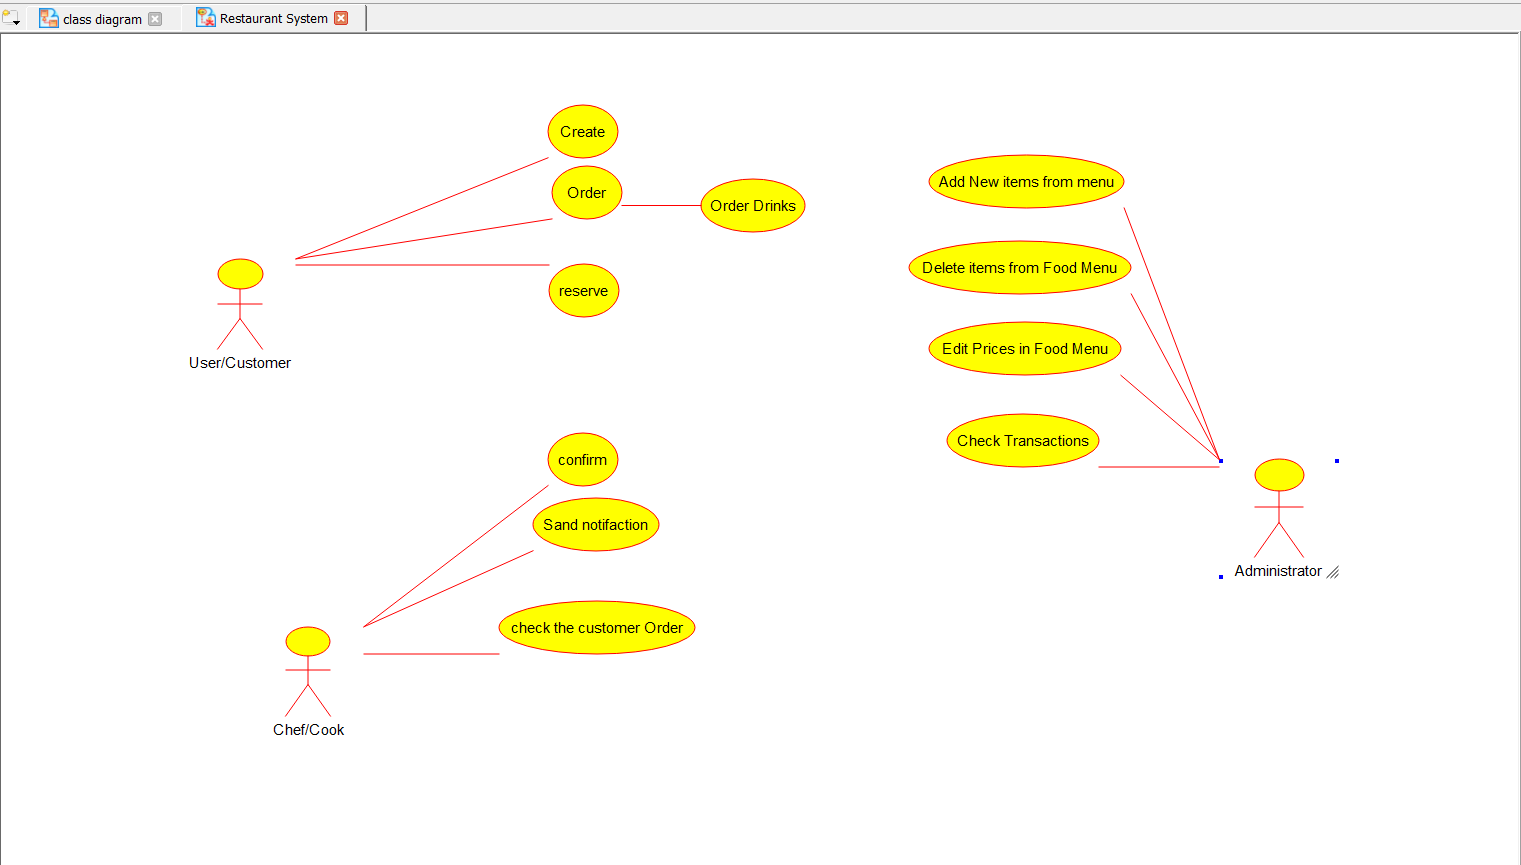 class diagram
Restaurant System
Create
Order
Order Drinks
reserve
User/Customer
Add New items from menu
Delete items from Food Menu
Edit Prices in Food Menu
Check Transactions
Administrator
confirm
Sand notifaction
check the customer Order
Chef/Cook